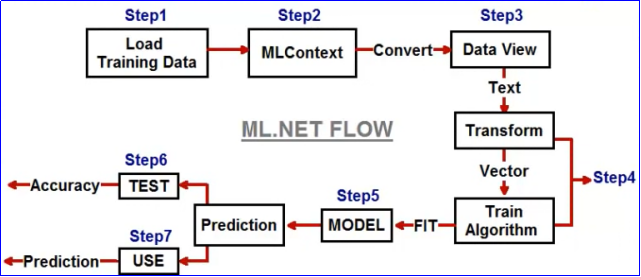 Step1
Step2
Step3
Load
Training Data
MLContext
Convert
Data View
Text
ML.NET FLOW
Transform
Step6
Vector
Step4
Accuracy
TEST
Step5
Train
Algorithm
FIT
MODEL
Prediction
Step7
Prediction
USE